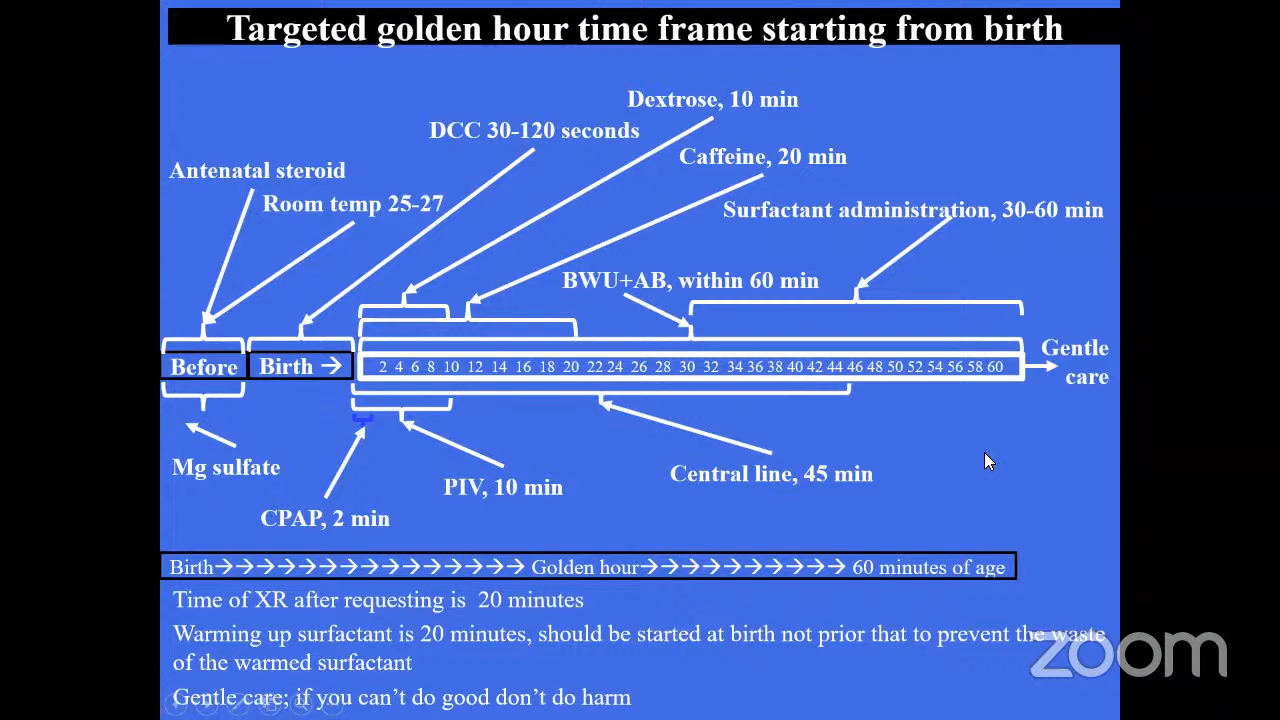 Targeted golden hour time frame starting from birth
Dextrose, 10 min
DCC 30-120 seconds
Caffeine, 20 min
Antenatal steroid
Room temp 25-27
Surfactant administration, 30-60 min
BWU+AB, within 60 min
Before
Birth →
2 4 6 8 10 12 14 16 18 20 22 24 26 28 30 32 34 36 38 40 42 44 46 48 50 52 54 56 58 60
Gentle
care
Mg sulfate
Central line, 45 min
PIV, 10 min
CPAP, 2 min
Birth→→→→→→→→→→→→→→→→→→ Golden hour→→→→→→→→→→→→ 60 minutes of age
Time of XR after requesting is 20 minutes
Warming up surfactant is 20 minutes, should be started at birth not prior that to prevent the waste
of the warmed surfactant
Gentle care; if you can't do good don't do harm
zoom